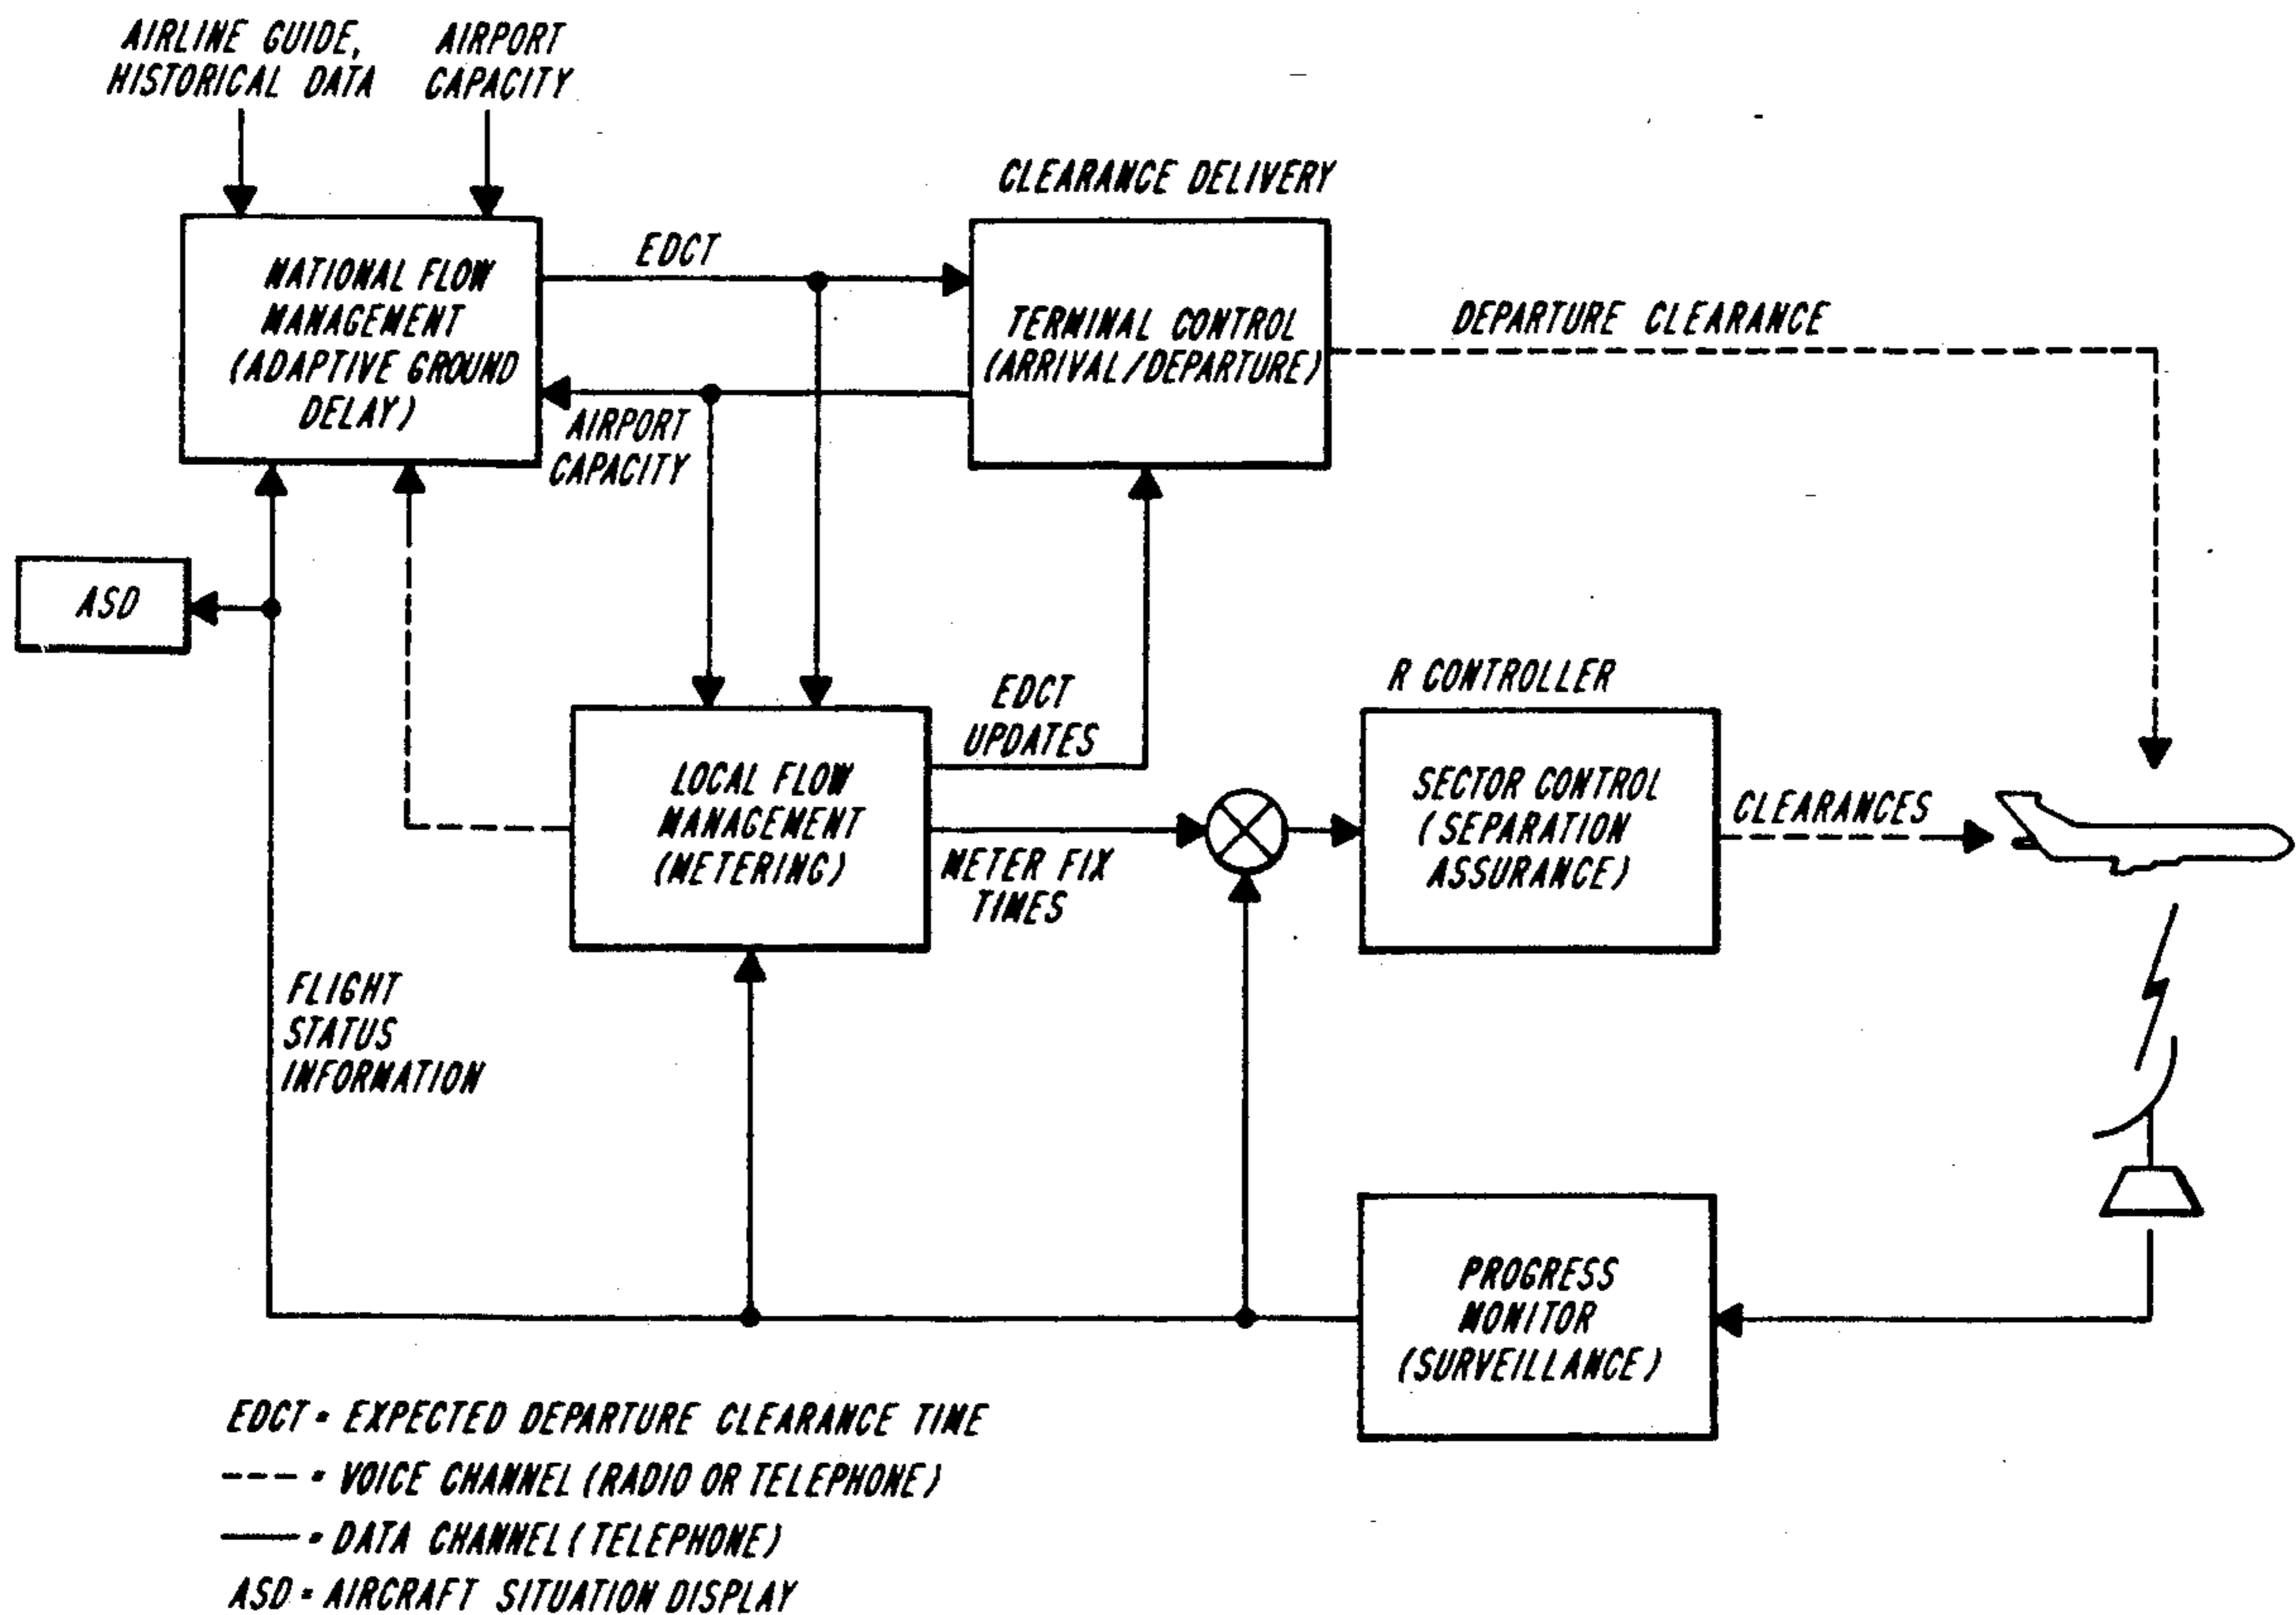 AIRLINE GUIDE,
HISTORICAL DATA
AIRPORT
CAPACITY
CLEARANCE DELIVERY
NATIONAL FLOW
MANAGEMENT
(ADAPTIVE GROUND
DELAY)
EDCT
TERMINAL CONTROL
(ARRIVAL/DEPARTURE)
DEPARTURE CLEARANCE
AIRPORT
CAPACITY
ASD
EDCT
UPDATES
R CONTROLLER
LOCAL FLOW
MANAGEMENT
(METERING)
METER FIX
TIMES
SECTOR CONTROL
(SEPARATION
ASSURANCE)
CLEARANCES
FLIGHT
STATUS
INFORMATION
PROGRESS
MONITOR
(SURVEILLANCE)
EDCT = EXPECTED DEPARTURE CLEARANCE TIME
---- = VOICE CHANNEL (RADIO OR TELEPHONE)
—— = DATA CHANNEL (TELEPHONE)
ASD = AIRCRAFT SITUATION DISPLAY